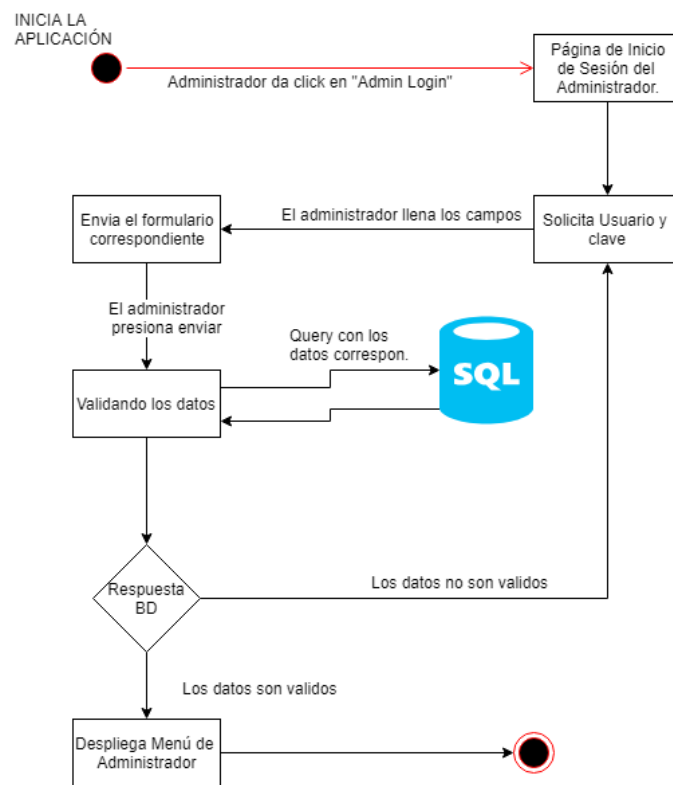 INICIA LA
APLICACIÓN
Administrador da click en "Admin Login"
Página de Inicio
de Sesión del
Administrador.
Envia el formulario
correspondiente
El administrador llena los campos
Solicita Usuario y
clave
El administrador
presiona enviar
Query con los
datos correspon.
SQL
Validando los datos
Respuesta
BD
Los datos no son validos
Los datos son validos
Despliega Menú de
Administrador